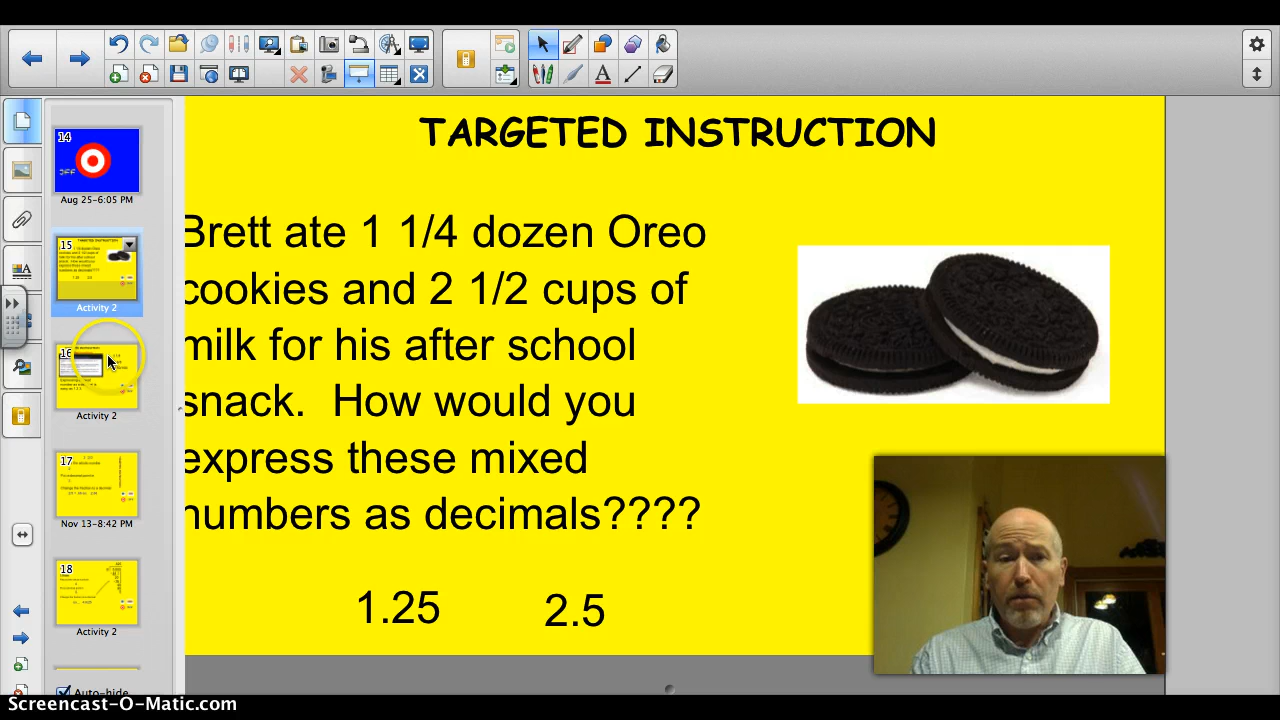 TARGETED INSTRUCTION
Brett ate 1 1/4 dozen Oreo
cookies and 2 1/2 cups of
milk for his after school
snack. How would you
express these mixed
numbers as decimals????
1.25 2.5
14
Aug 25-6:05 PM
15
TARGETED INSTRUCTION
Activity 2
16
Activity 2
17
Nov 13-8:42 PM
18
Activity 2
Auto-hide
Screencast-O-Matic.com